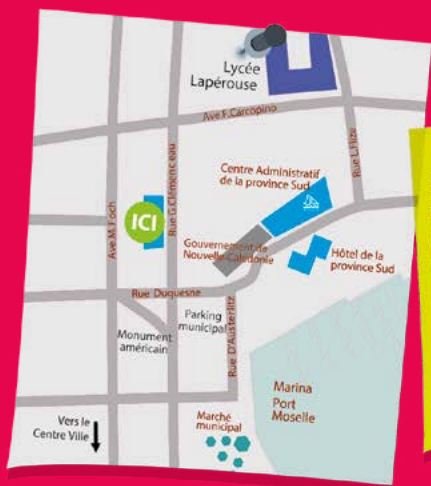 Lycée
Lapérouse
Ave F.Carcopino
Rue L.Flize
Centre Administratif
de la province Sud
Rue G.Clémenceau
Ave M.Foch
ICI
Gouvernement de
Nouvelle-Calédonie
Hôtel de la
province Sud
Rue Duquesne
Parking
municipal
Rue D'Austerlitz
Monument
américain
Marina
Port
Moselle
Vers le
Centre Ville
Marché
municipal